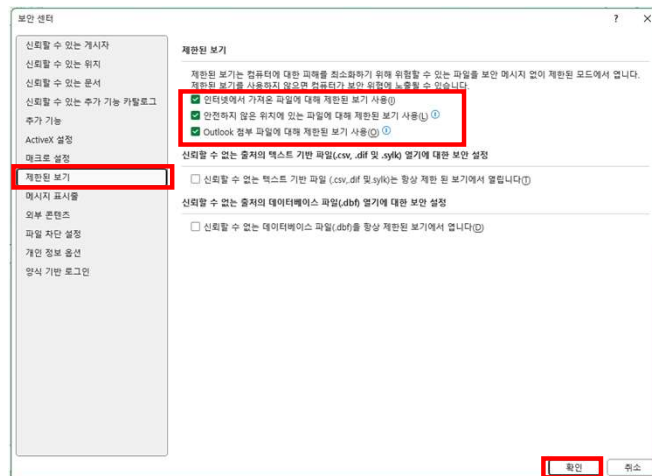 보안 센터
? ×
신뢰할 수 있는 게시자
신뢰할 수 있는 위치
신뢰할 수 있는 문서
신뢰할 수 있는 추가 기능 카탈로그
추가 기능
ActiveX 설정
매크로 설정
제한된 보기
메시지 표시줄
외부 콘텐츠
파일 차단 설정
개인 정보 옵션
양식 기반 로그인
제한된 보기
제한된 보기는 컴퓨터에 대한 피해를 최소화하기 위해 위험할 수 있는 파일을 보안 메시지 없이 제한된 모드에서 엽니다.
제한된 보기를 사용하지 않으면 컴퓨터가 보안 위협에 노출될 수 있습니다.
인터넷에서 가져온 파일에 대해 제한된 보기 사용(I)
안전하지 않은 위치에 있는 파일에 대해 제한된 보기 사용(L)
Outlook 첨부 파일에 대해 제한된 보기 사용(O)
신뢰할 수 없는 출처의 텍스트 기반 파일(.csv, .dif 및 .sylk) 열기에 대한 보안 설정
신뢰할 수 없는 텍스트 기반 파일 (.csv,.dif 및.sylk)는 항상 제한 된 보기에서 열립니다(T)
신뢰할 수 없는 출처의 데이터베이스 파일(.dbf) 열기에 대한 보안 설정
신뢰할 수 없는 데이터베이스 파일(.dbf)을 항상 제한된 보기에서 엽니다(D)
확인
취소